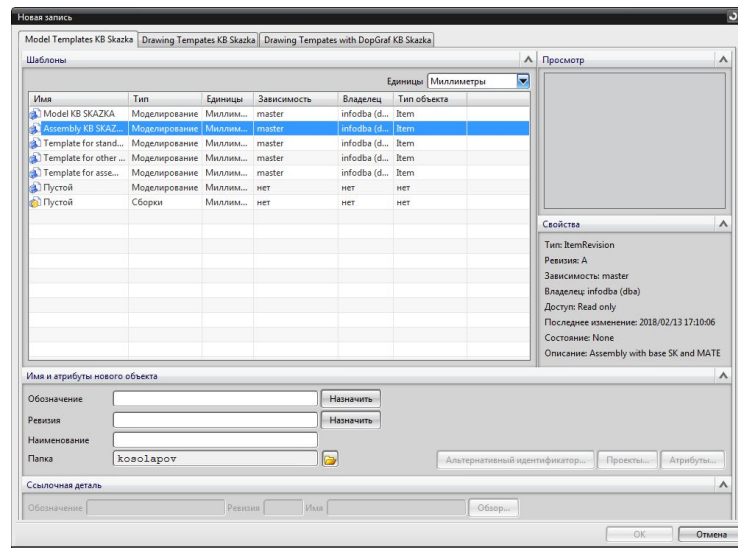 Новая запись
Model Templates KB Skazka Drawing Tempates KB Skazka Drawing Tempates with DopGraf KB Skazka
Шаблоны
Единицы Миллиметры
Имя Тип Единицы Зависимость Владелец Тип объекта
Model KB SKAZKA Моделирование Миллим... master infodba (d... Item
Assembly KB SKAZ... Моделирование Миллим... master infodba (d... Item
Template for stand... Моделирование Миллим... master infodba (d... Item
Template for other ... Моделирование Миллим... master infodba (d... Item
Template for asse... Моделирование Миллим... master infodba (d... Item
Пустой Моделирование Миллим... нет нет нет
Пустой Сборки Миллим... нет нет нет
Просмотр
Свойства
Тип: ItemRevision
Ревизия: A
Зависимость: master
Владелец: infodba (dba)
Доступ: Read only
Последнее изменение: 2018/02/13 17:10:06
Состояние: None
Описание: Assembly with base SK and MATE
Имя и атрибуты нового объекта
Обозначение Назначить
Ревизия Назначить
Наименование
Папка kosolapov Альтернативный идентификатор... Проекты... Атрибуты...
Ссылочная деталь
Обозначение Ревизия Имя Обзор...
OK Отмена